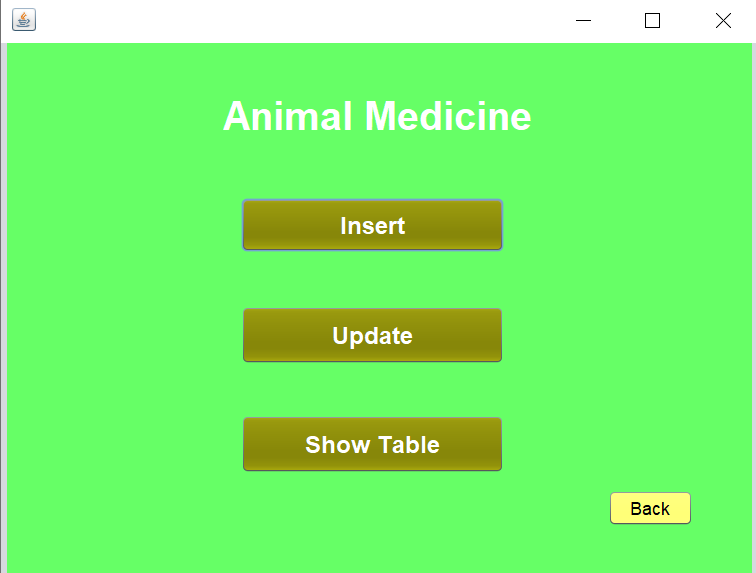 Animal Medicine
Insert
Update
Show Table
Back